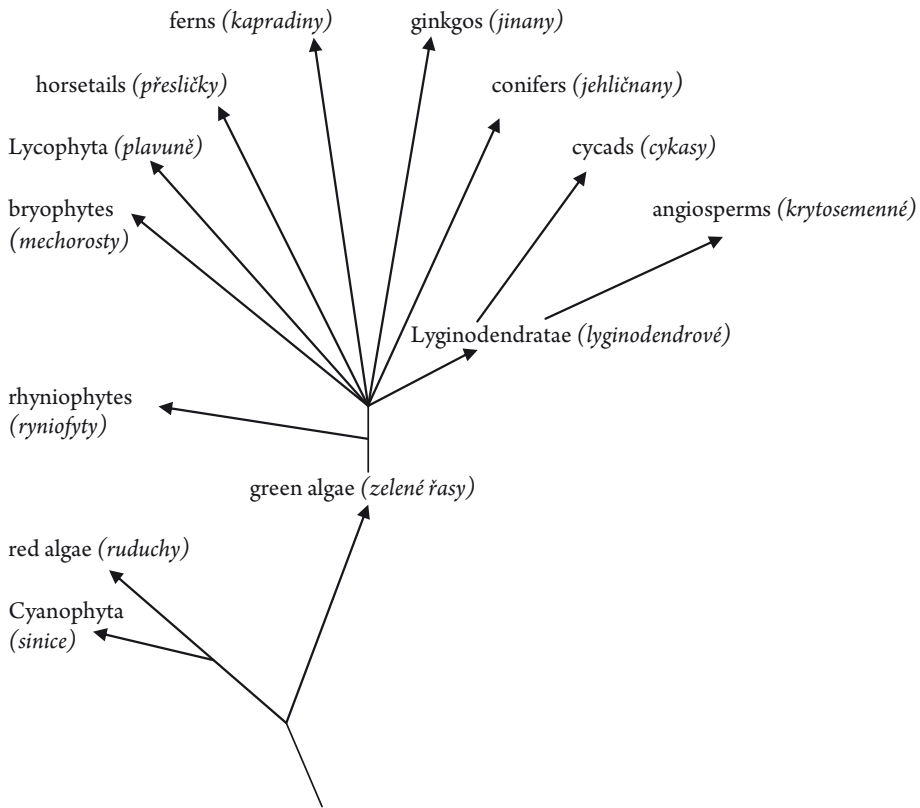 ferns (kapradiny)
ginkgos (jinany)
horsetails (přesličky)
conifers (jehličnany)
Lycophyta (plavuně)
cycads (cykasy)
bryophytes
(mechorosty)
angiosperms (krytosemenné)
Lyginodendratae (lyginodendrové)
rhyniophytes
(ryniofyty)
green algae (zelené řasy)
red algae (ruduchy)
Cyanophyta
(sinice)